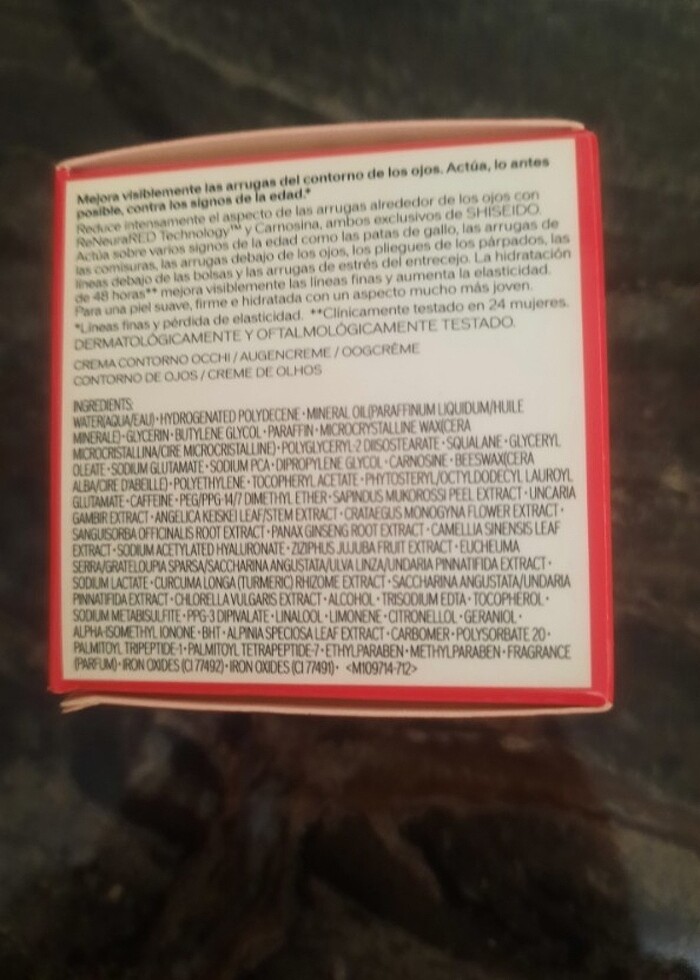 Mejora visiblemente las arrugas del contorno de los ojos. Actúa, lo antes
posible, contra los signos de la edad.*
Reduce intensamente el aspecto de las arrugas alrededor de los ojos con
ReNeuraRED Technology™ y Carnosina, ambos exclusivos de SHISEIDO.
Actúa sobre varios signos de la edad como las patas de gallo, las arrugas de
las comisuras, las arrugas debajo de los ojos, los pliegues de los párpados, las
líneas debajo de las bolsas y las arrugas de estrés del entrecejo. La hidratación
de 48 horas** mejora visiblemente las líneas finas y aumenta la elasticidad.
Para una piel suave, firme e hidratada con un aspecto mucho más joven.
*Líneas finas y pérdida de elasticidad. **Clínicamente testado en 24 mujeres.
DERMATOLÓGICAMENTE Y OFTALMOLÓGICAMENTE TESTADO.
CREMA CONTORNO OCCHI / AUGENCREME / OOGCRÈME
CONTORNO DE OJOS / CREME DE OLHOS
INGREDIENTS:
WATER(AQUA/EAU)･HYDROGENATED POLYDECENE･MINERAL OIL(PARAFFINUM LIQUIDUM/HUILE
MINERALE)･GLYCERIN･BUTYLENE GLYCOL･PARAFFIN･MICROCRYSTALLINE WAX(CERA
MICROCRISTALLINA/CIRE MICROCRISTALLINE)･POLYGLYCERYL-2 DIISOSTEARATE･SQUALANE･GLYCERYL
OLEATE･SODIUM GLUTAMATE･SODIUM PCA･DIPROPYLENE GLYCOL･CARNOSINE･BEESWAX(CERA
ALBA/CIRE D'ABEILLE)･POLYETHYLENE･TOCOPHERYL ACETATE･PHYTOSTERYL/OCTYLDODECYL LAUROYL
GLUTAMATE･CAFFEINE･PEG/PPG-14/7 DIMETHYL ETHER･SAPINDUS MUKOROSSI PEEL EXTRACT･UNCARIA
GAMBIR EXTRACT･ANGELICA KEISKEI LEAF/STEM EXTRACT･CRATAEGUS MONOGYNA FLOWER EXTRACT･
SANGUISORBA OFFICINALIS ROOT EXTRACT･PANAX GINSENG ROOT EXTRACT･CAMELLIA SINENSIS LEAF
EXTRACT･SODIUM ACETYLATED HYALURONATE･ZIZIPHUS JUJUBA FRUIT EXTRACT･EUCHEUMA
SERRA/GRATELOUPIA SPARSA/SACCHARINA ANGUSTATA/ULVA LINZA/UNDARIA PINNATIFIDA EXTRACT･
SODIUM LACTATE･CURCUMA LONGA (TURMERIC) RHIZOME EXTRACT･SACCHARINA ANGUSTATA/UNDARIA
PINNATIFIDA EXTRACT･CHLORELLA VULGARIS EXTRACT･ALCOHOL･TRISODIUM EDTA･TOCOPHEROL･
SODIUM METABISULFITE･PPG-3 DIPIVALATE･LINALOOL･LIMONENE･CITRONELLOL･GERANIOL･
ALPHA-ISOMETHYL IONONE･BHT･ALPINIA SPECIOSA LEAF EXTRACT･CARBOMER･POLYSORBATE 20･
PALMITOYL TRIPEPTIDE-1･PALMITOYL TETRAPEPTIDE-7･ETHYLPARABEN･METHYLPARABEN･FRAGRANCE
(PARFUM)･IRON OXIDES (CI 77492)･IRON OXIDES (CI 77491)･ <M109714-712>